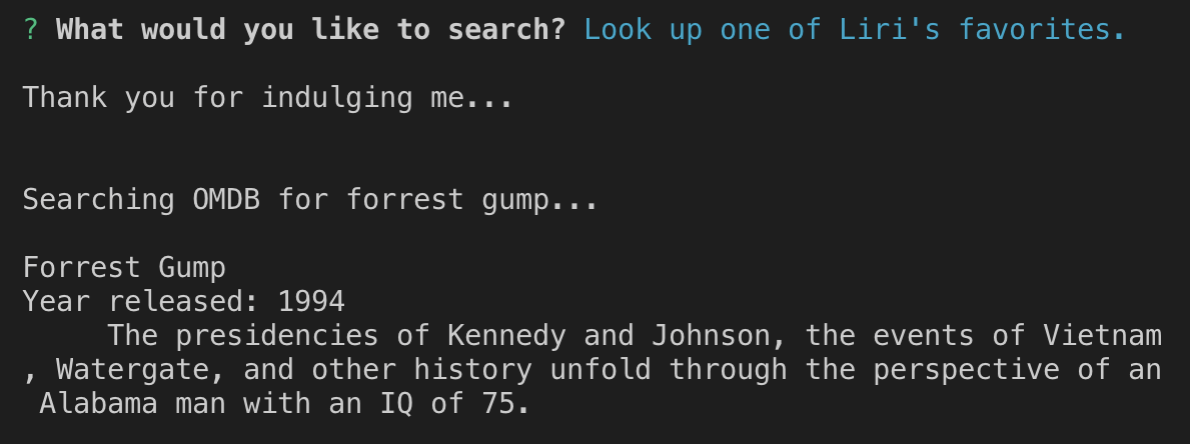 ? What would you like to search? Look up one of Liri's favorites.
Thank you for indulging me...
Searching OMDB for forrest gump...
Forrest Gump
Year released: 1994
The presidencies of Kennedy and Johnson, the events of Vietnam
, Watergate, and other history unfold through the perspective of an
Alabama man with an IQ of 75.